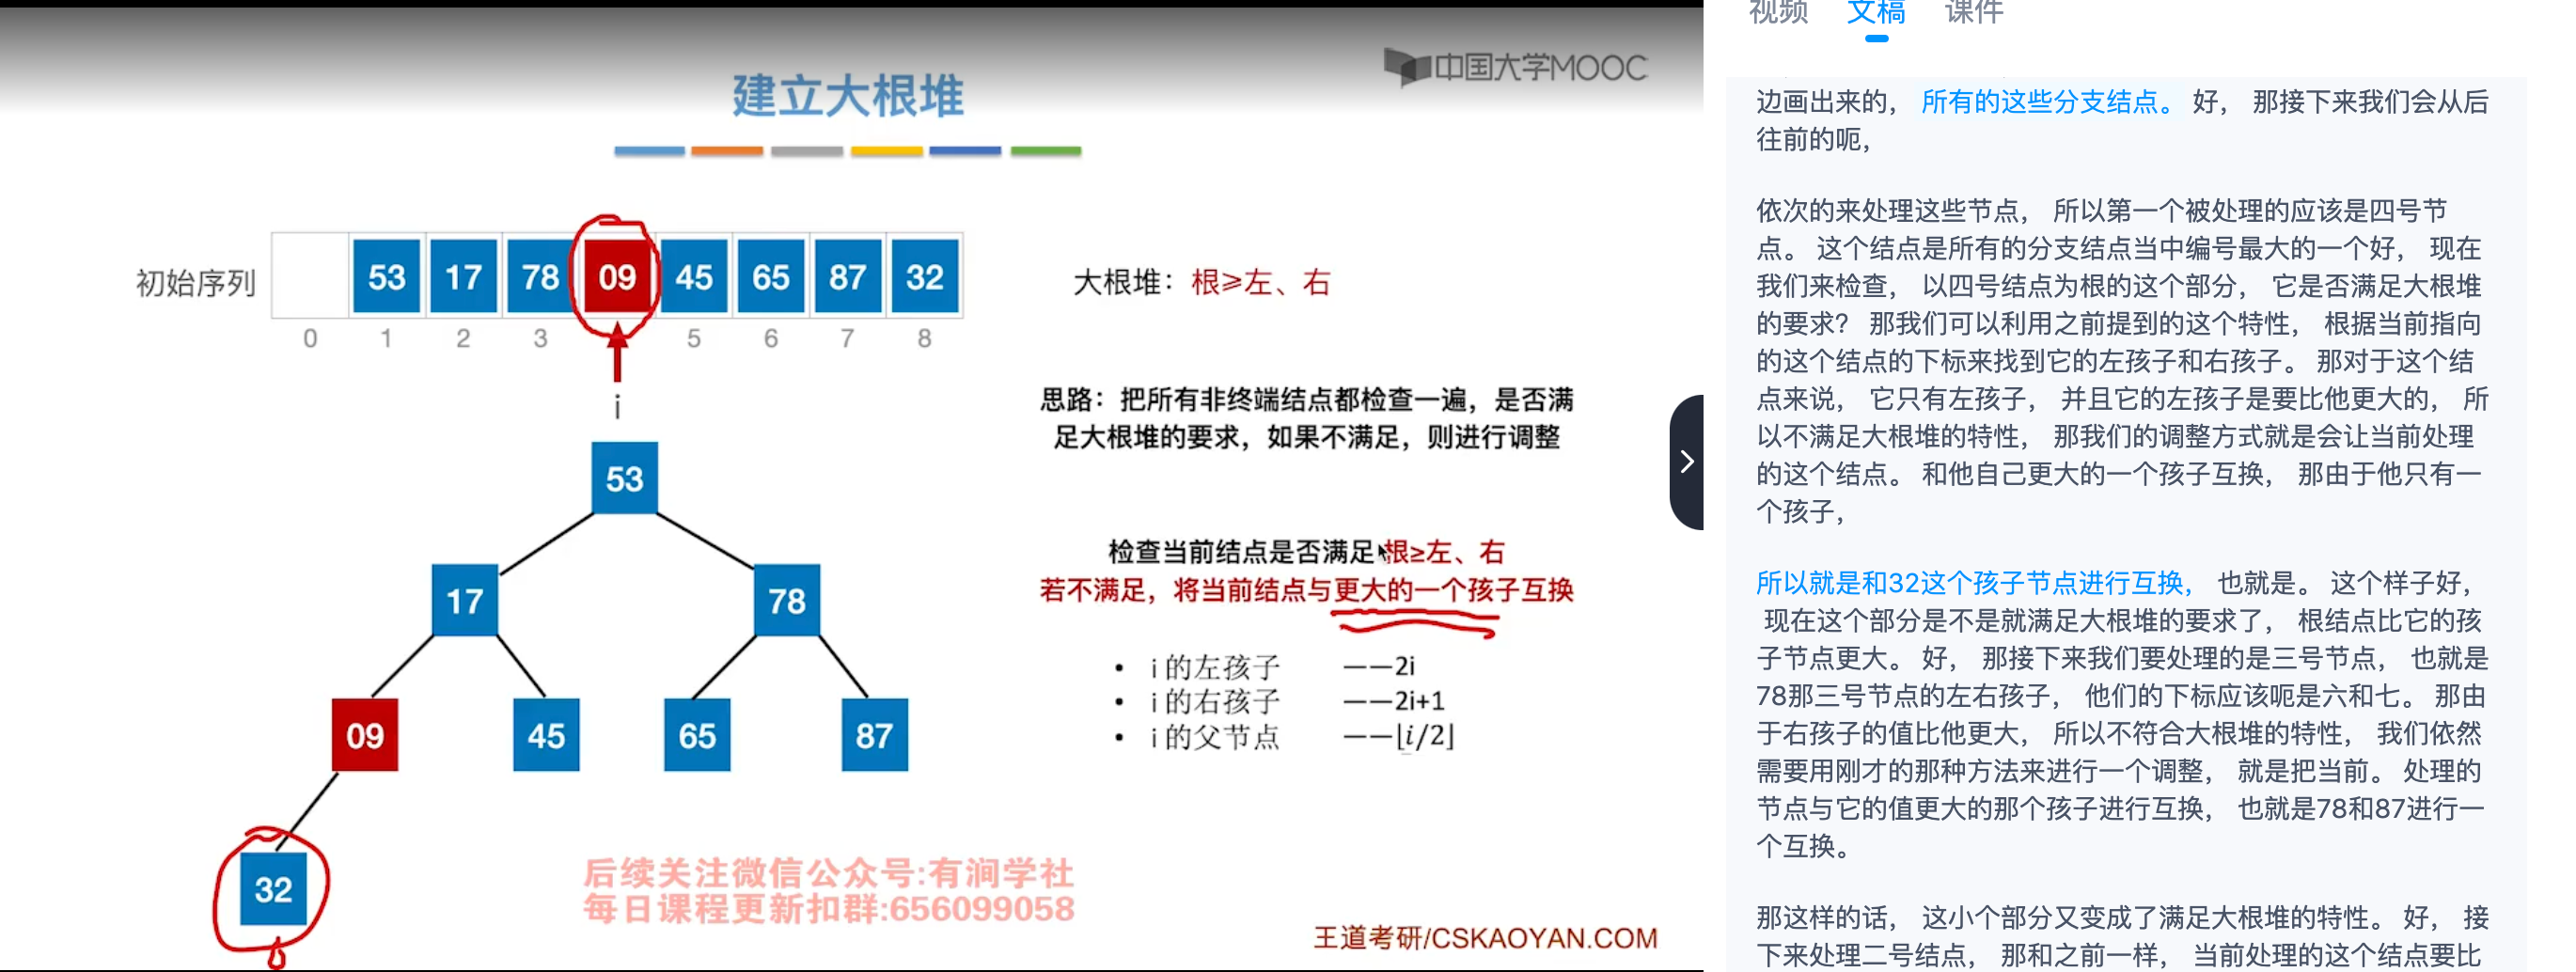 中国大学MOOC
建立大根堆
初始序列
53 17 78 09 45 65 87 32
0 1 2 3 5 6 7 8
i
大根堆：根≥左、右
思路：把所有非终端结点都检查一遍，是否满
足大根堆的要求，如果不满足，则进行调整
53
17 78
09 45 65 87
32
检查当前结点是否满足 根≥左、右
若不满足，将当前结点与更大的一个孩子互换
• i 的左孩子 ——2i
• i 的右孩子 ——2i+1
• i 的父节点 ——⌊i/2⌋
后续关注微信公众号:有涧学社
每日课程更新扣群:656099058
王道考研/CSKAOYAN.COM
视频 文稿 课件
边画出来的， 所有的这些分支结点。 好， 那接下来我们会从后
往前的呃，
依次的来处理这些节点， 所以第一个被处理的应该是四号节
点。 这个结点是所有的分支结点当中编号最大的一个好， 现在
我们来检查， 以四号结点为根的这个部分， 它是否满足大根堆
的要求？ 那我们可以利用之前提到的这个特性， 根据当前指向
的这个结点的下标来找到它的左孩子和右孩子。 那对于这个结
点来说， 它只有左孩子， 并且它的左孩子是要比他更大的， 所
以不满足大根堆的特性， 那我们的调整方式就是会让当前处理
的这个结点。 和他自己更大的一个孩子互换， 那由于他只有一
个孩子，
所以就是和32这个孩子节点进行互换， 也就是。 这个样子好，
现在这个部分是不是就满足大根堆的要求了， 根结点比它的孩
子节点更大。 好， 那接下来我们要处理的是三号节点， 也就是
78那三号节点的左右孩子， 他们的下标应该呃是六和七。 那由
于右孩子的值比他更大， 所以不符合大根堆的特性， 我们依然
需要用刚才的那种方法来进行一个调整， 就是把当前。 处理的
节点与它的值更大的那个孩子进行互换， 也就是78和87进行一
个互换。
那这样的话， 这小个部分又变成了满足大根堆的特性。 好， 接
下来处理二号结点， 那和之前一样， 当前处理的这个结点要比